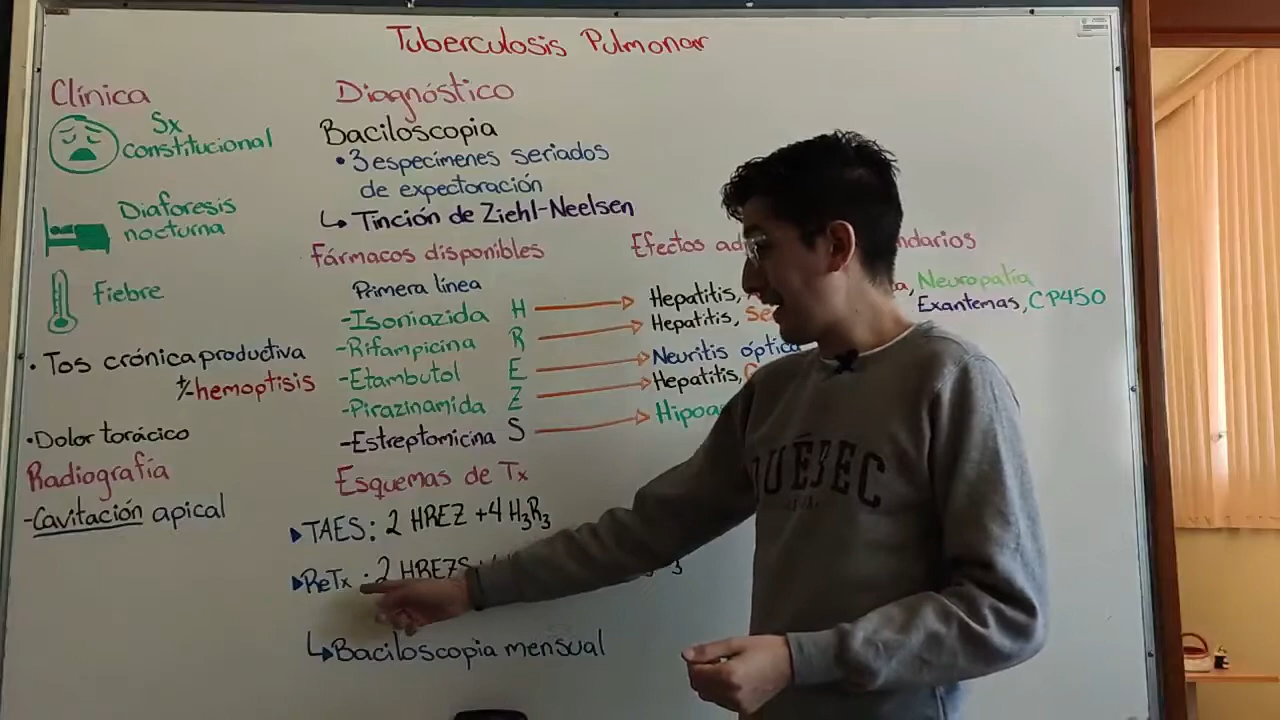 Tuberculosis Pulmonar
Clínica
Sx
constitucional
Diaforesis
nocturna
Fiebre
• Tos crónica productiva
+/- hemoptisis
• Dolor torácico
Radiografía
- Cavitación apical
Diagnóstico
Baciloscopia
• 3 especímenes seriados
de expectoración
↳ Tinción de Ziehl-Neelsen
Fármacos disponibles
Primera línea
- Isoniazida H
- Rifampicina R
- Etambutol E
- Pirazinamida Z
- Estreptomicina S
Efectos
Hepatitis, Neuropatía
Hepatitis, Exantemas, CP450
Neuritis óptica
Hepatitis,
Esquemas de Tx
TAES: 2 HREZ + 4 H3R3
ReTx : 2 HREZS
↳ Baciloscopia mensual
QUÉBEC